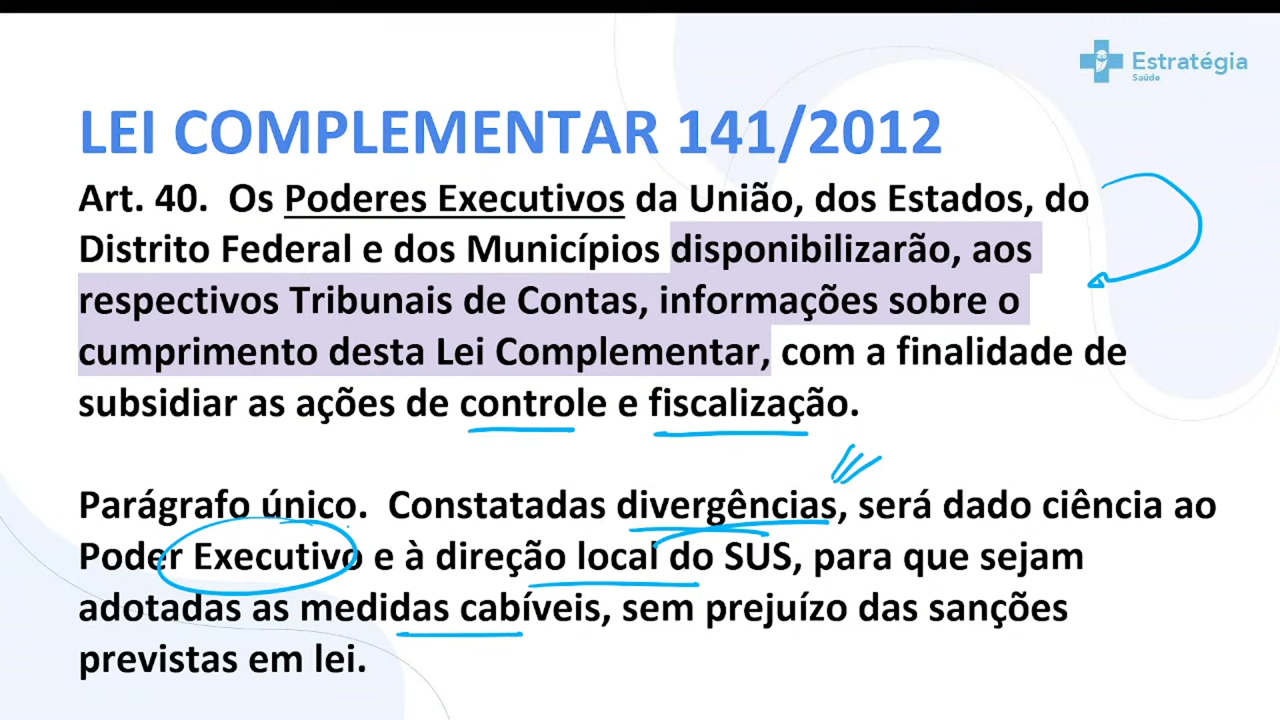 Estratégia
Saúde
LEI COMPLEMENTAR 141/2012
Art. 40.  Os Poderes Executivos da União, dos Estados, do
Distrito Federal e dos Municípios disponibilizarão, aos
respectivos Tribunais de Contas, informações sobre o
cumprimento desta Lei Complementar, com a finalidade de
subsidiar as ações de controle e fiscalização.
Parágrafo único.  Constatadas divergências, será dado ciência ao
Poder Executivo e à direção local do SUS, para que sejam
adotadas as medidas cabíveis, sem prejuízo das sanções
previstas em lei.